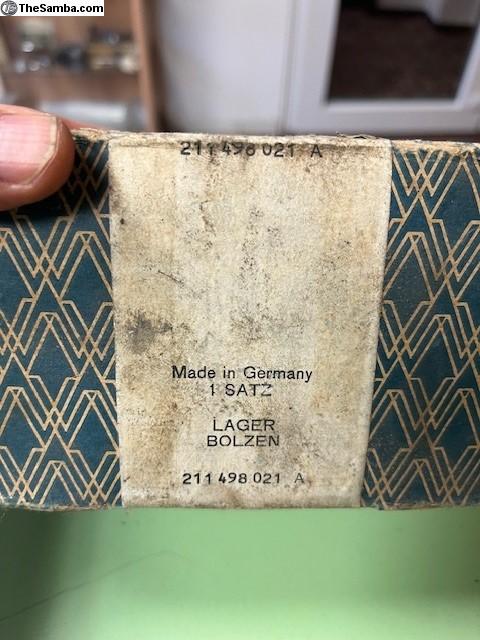 TheSamba.com
211 498 021 A
Made in Germany
1 SATZ
LAGER
BOLZEN
211 498 021 A